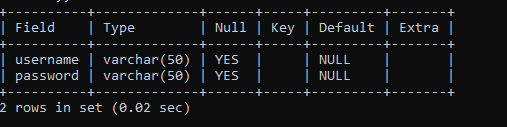 +----------+-------------+------+-----+---------+-------+
| Field    | Type        | Null | Key | Default | Extra |
+----------+-------------+------+-----+---------+-------+
| username | varchar(50) | YES  |     | NULL    |       |
| password | varchar(50) | YES  |     | NULL    |       |
+----------+-------------+------+-----+---------+-------+
2 rows in set (0.02 sec)